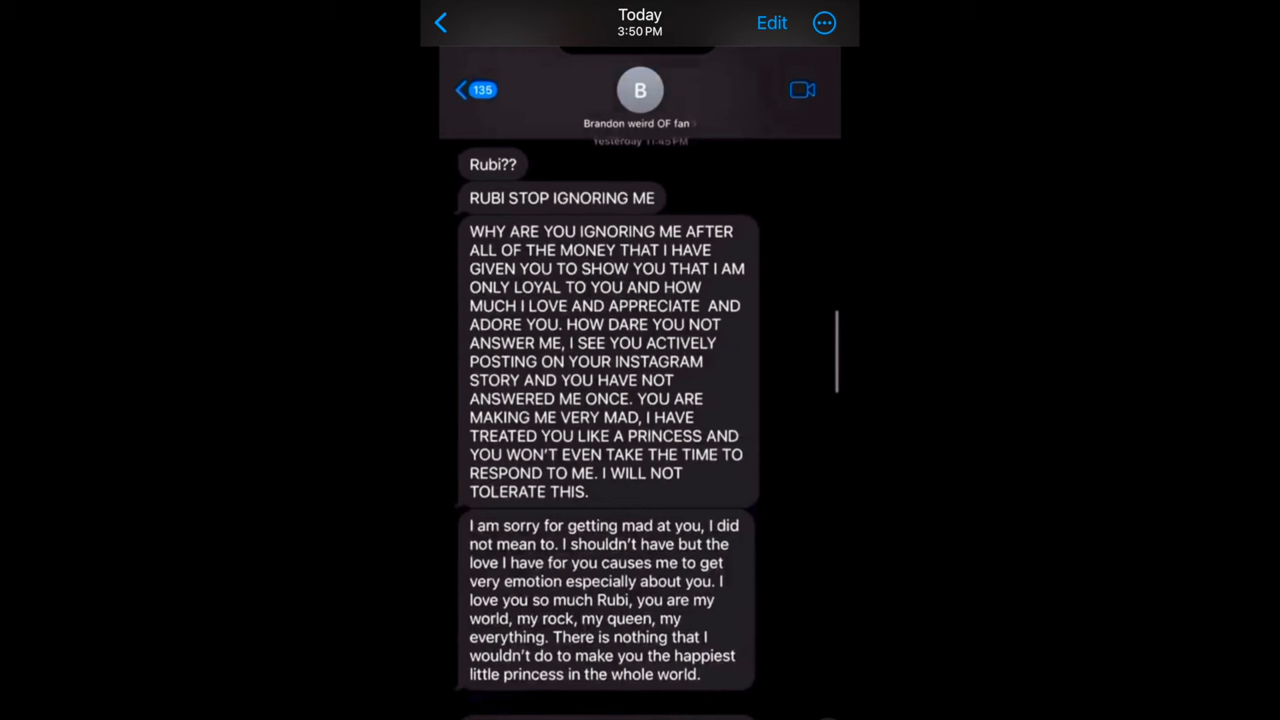 Today
3:50 PM
Edit
135
B
Brandon weird OF fan
Yesterday 11:45 PM
Rubi??
RUBI STOP IGNORING ME
WHY ARE YOU IGNORING ME AFTER
ALL OF THE MONEY THAT I HAVE
GIVEN YOU TO SHOW YOU THAT I AM
ONLY LOYAL TO YOU AND HOW
MUCH I LOVE AND APPRECIATE AND
ADORE YOU. HOW DARE YOU NOT
ANSWER ME, I SEE YOU ACTIVELY
POSTING ON YOUR INSTAGRAM
STORY AND YOU HAVE NOT
ANSWERED ME ONCE. YOU ARE
MAKING ME VERY MAD, I HAVE
TREATED YOU LIKE A PRINCESS AND
YOU WON'T EVEN TAKE THE TIME TO
RESPOND TO ME. I WILL NOT
TOLERATE THIS.
I am sorry for getting mad at you, I did
not mean to. I shouldn't have but the
love I have for you causes me to get
very emotion especially about you. I
love you so much Rubi, you are my
world, my rock, my queen, my
everything. There is nothing that I
wouldn't do to make you the happiest
little princess in the whole world.